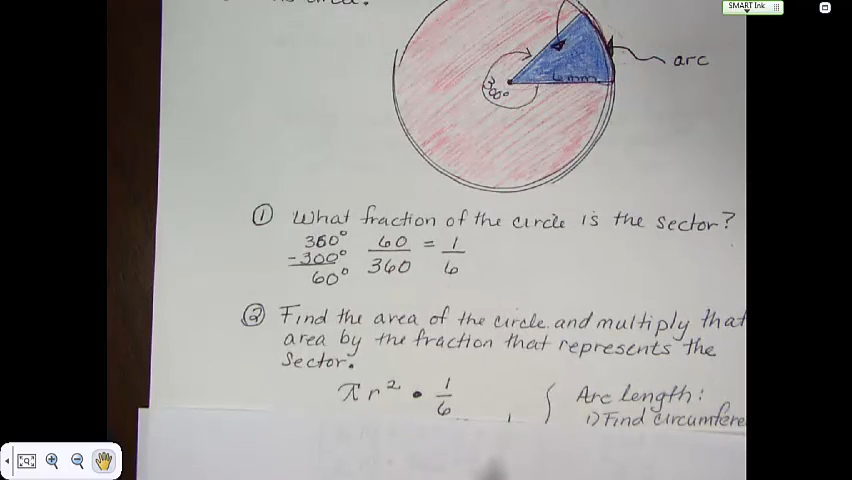 SMART Ink
arc
300°
6 mm
① What fraction of the circle is the sector?
360° 60 = 1
-300° 360 6
60°
② Find the area of the circle and multiply that
area by the fraction that represents the
Sector.
πr² • 1/6
Arc length:
1) Find circumfere